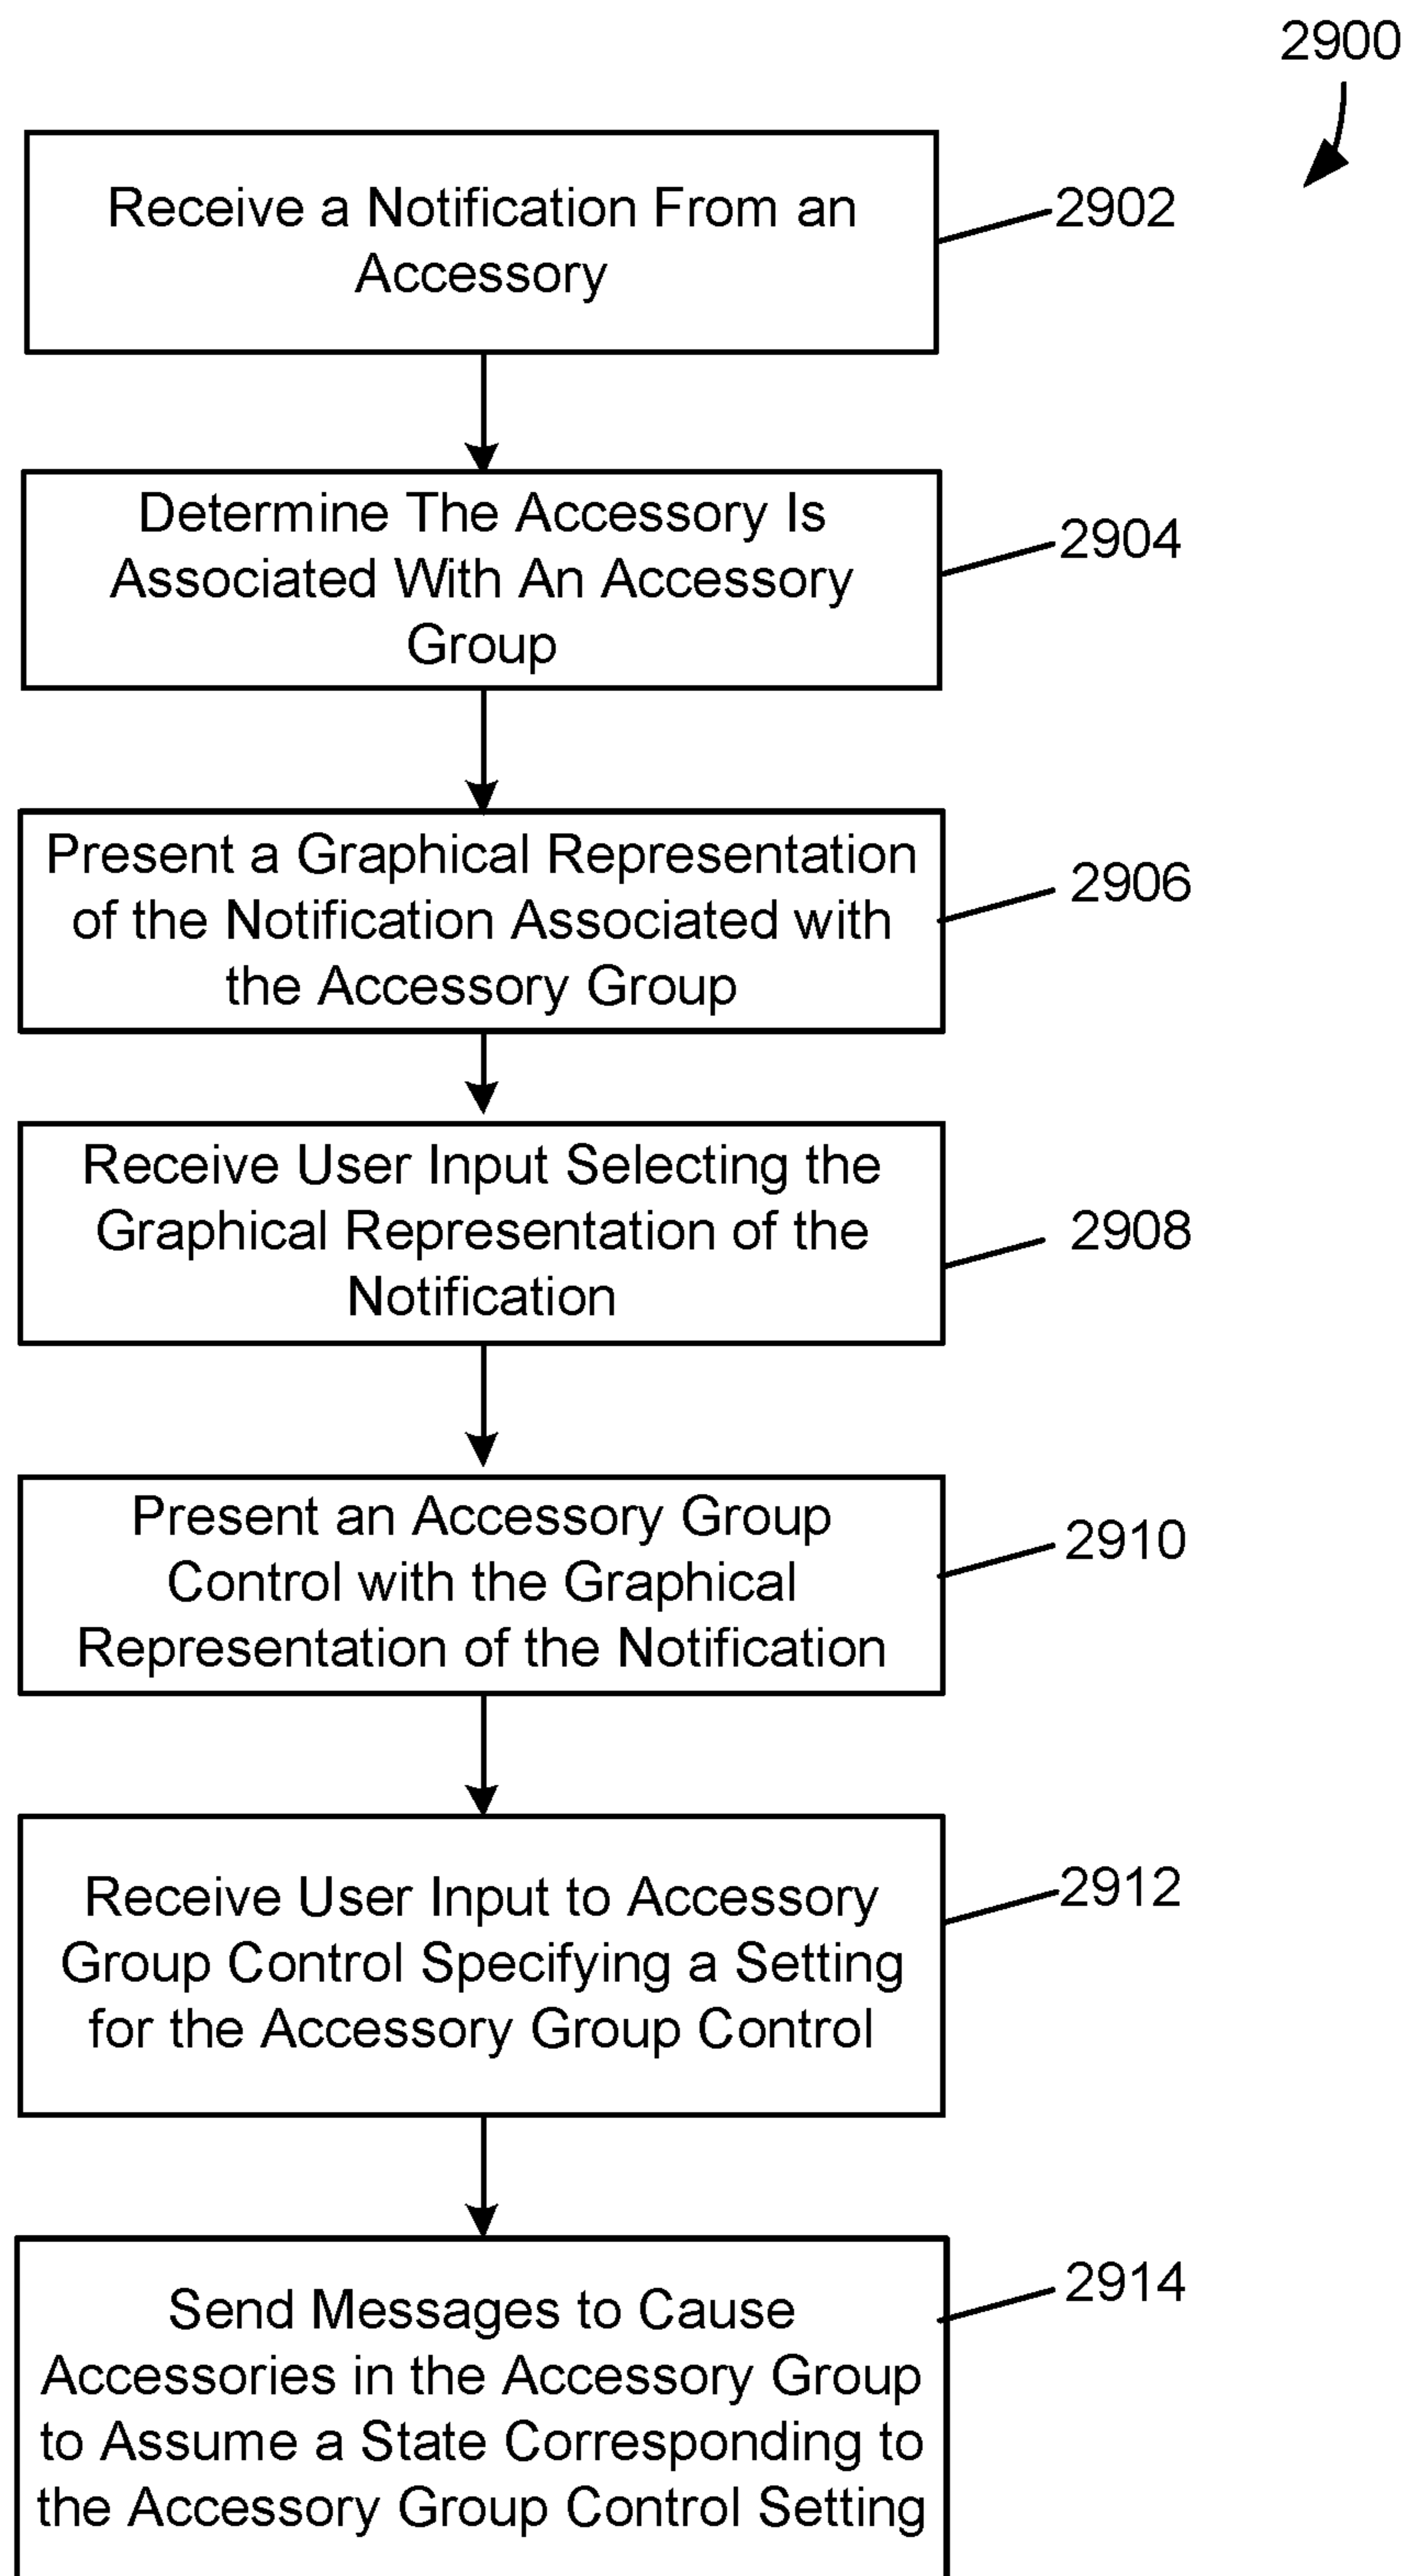 2900
Receive a Notification From an
Accessory
2902
Determine The Accessory Is
Associated With An Accessory
Group
2904
Present a Graphical Representation
of the Notification Associated with
the Accessory Group
2906
Receive User Input Selecting the
Graphical Representation of the
Notification
2908
Present an Accessory Group
Control with the Graphical
Representation of the Notification
2910
Receive User Input to Accessory
Group Control Specifying a Setting
for the Accessory Group Control
2912
Send Messages to Cause
Accessories in the Accessory Group
to Assume a State Corresponding to
the Accessory Group Control Setting
2914